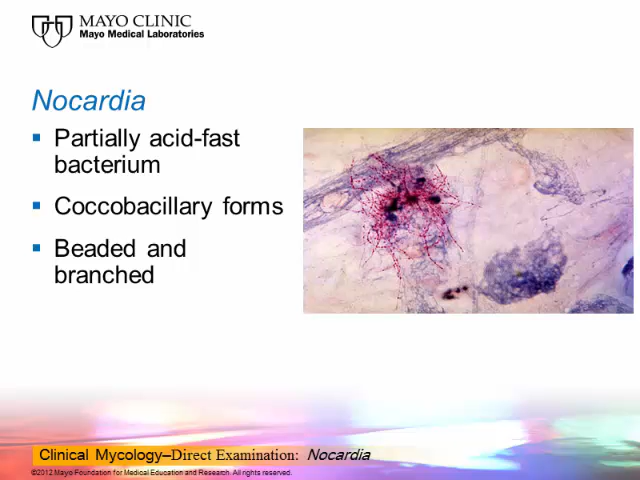 MAYO CLINIC
Mayo Medical Laboratories
Nocardia
Partially acid-fast
bacterium
Coccobacillary forms
Beaded and
branched
Clinical Mycology–Direct Examination: Nocardia
©2012 Mayo Foundation for Medical Education and Research. All rights reserved.